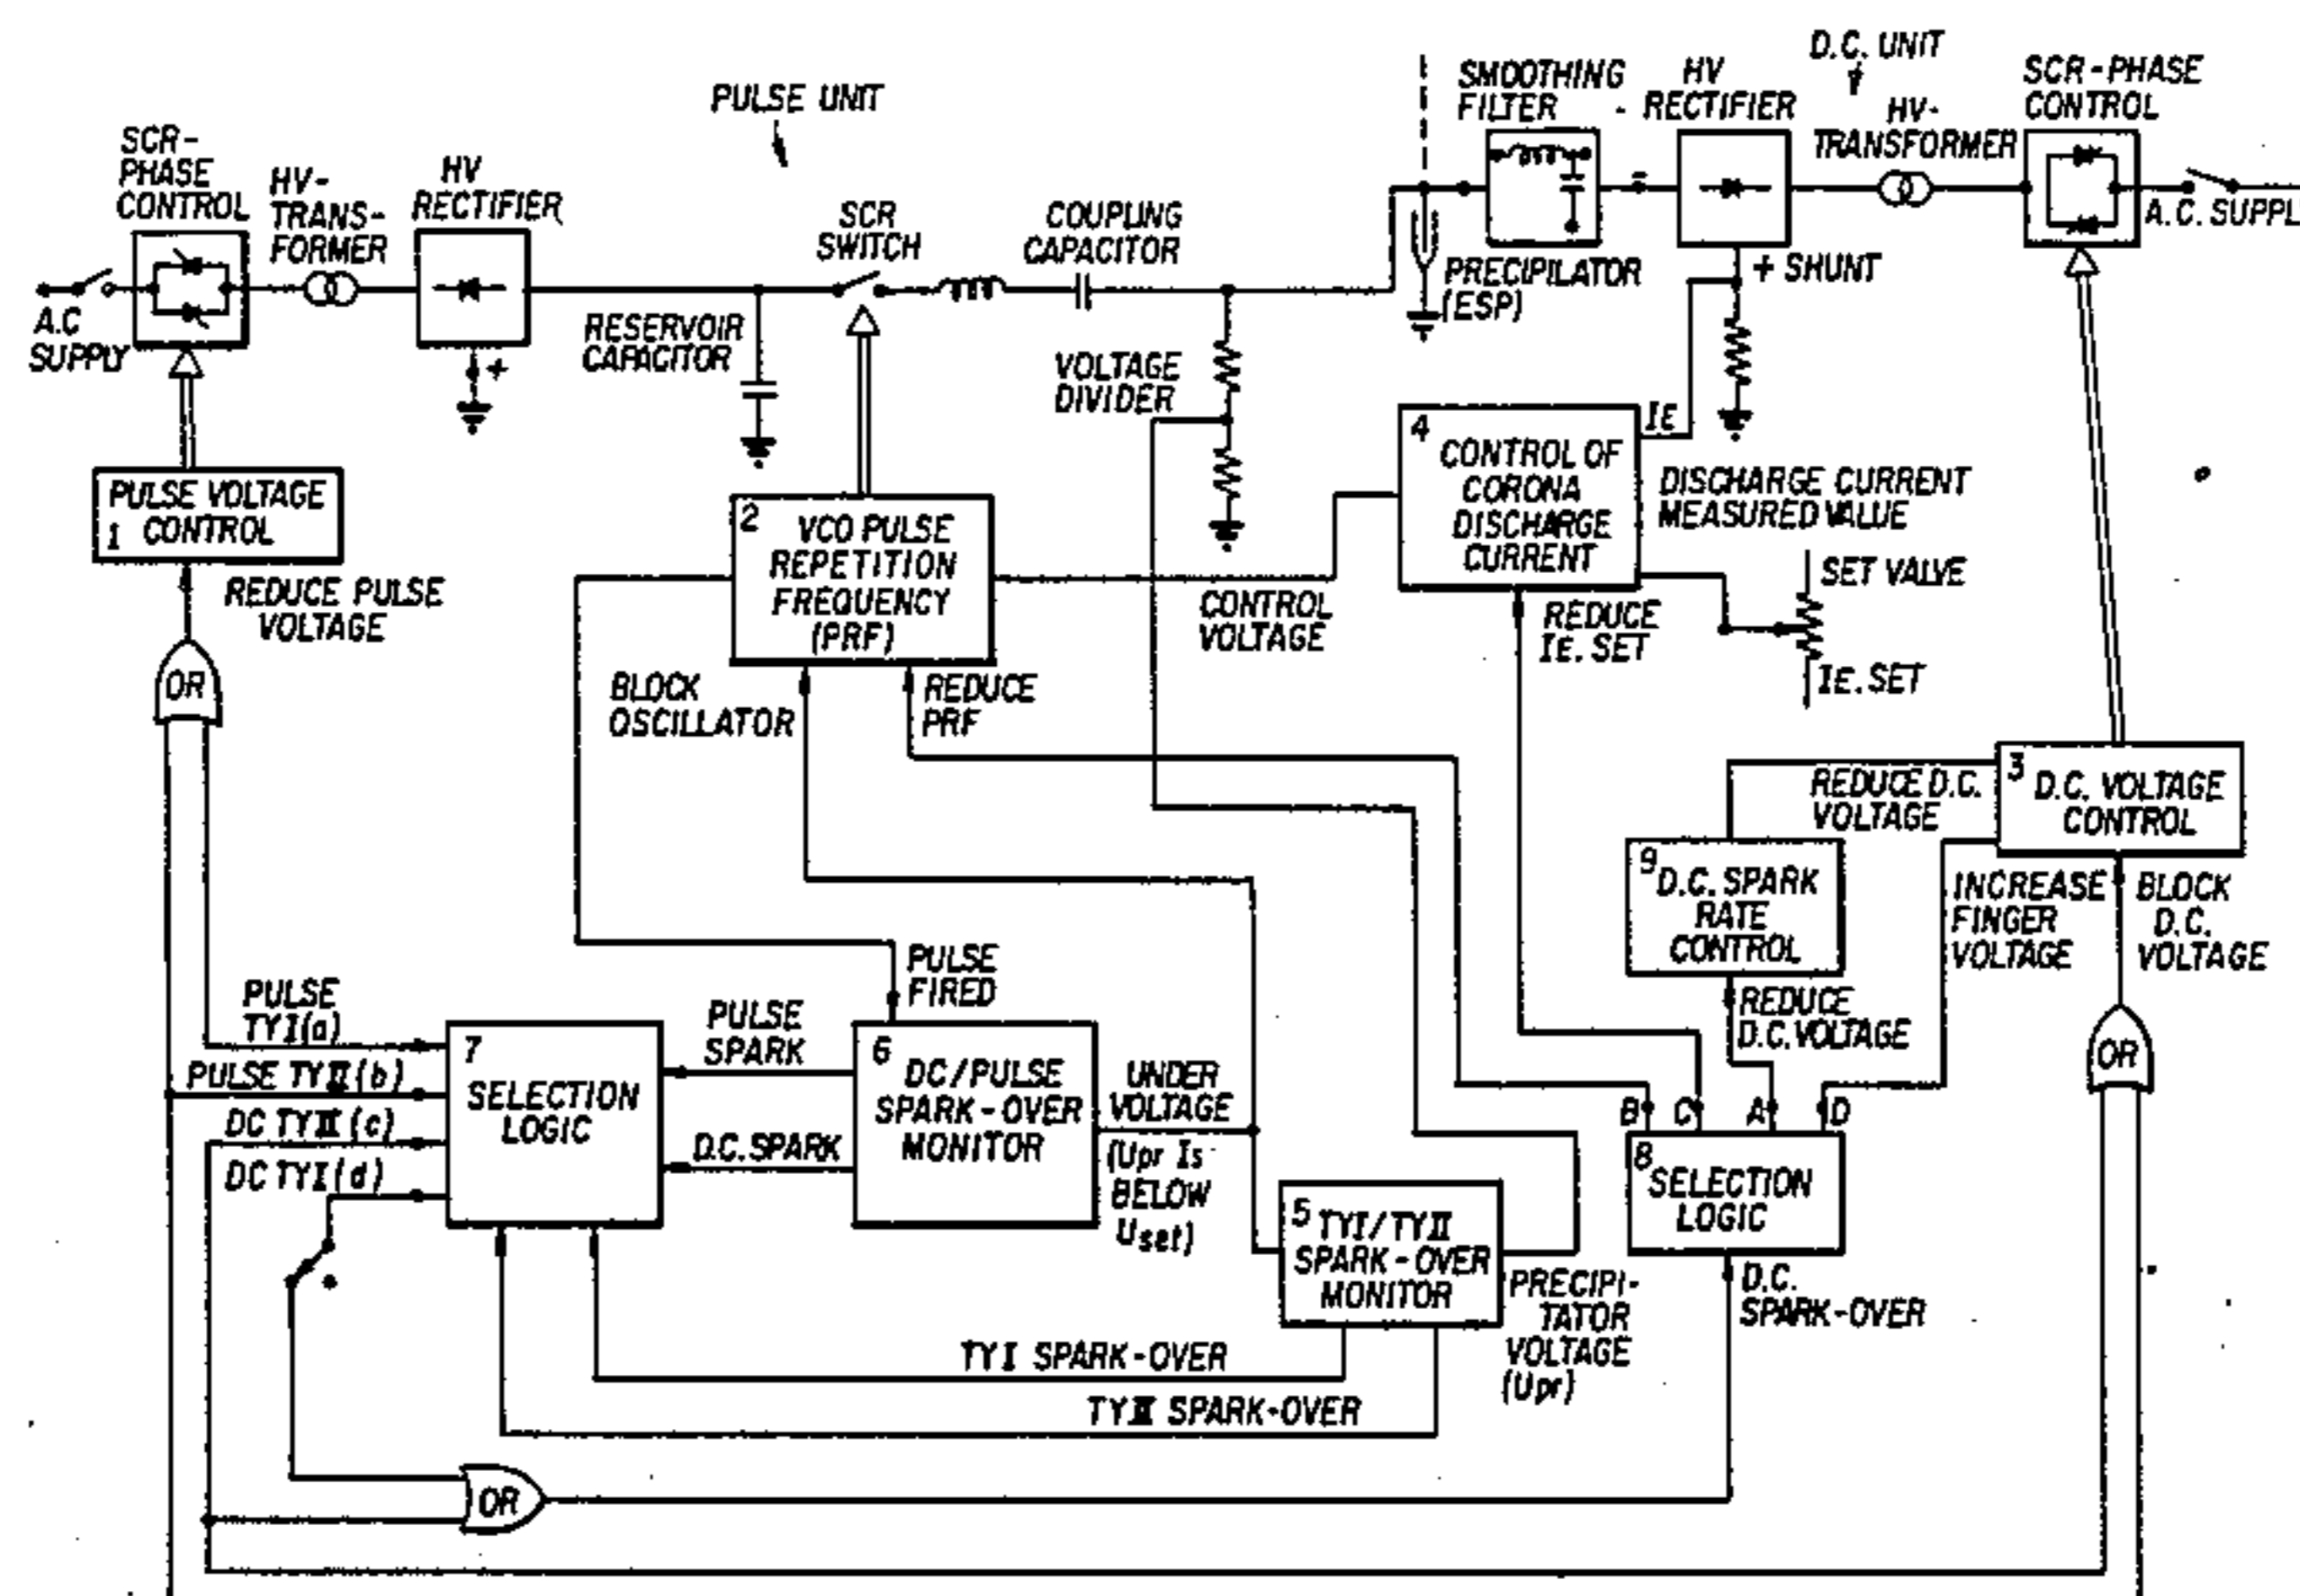 D.C. UNIT
PULSE UNIT
SMOOTHING
FILTER
HV
RECTIFIER
HV-
TRANSFORMER
SCR-PHASE
CONTROL
SCR-
PHASE
CONTROL
HV-
TRANS-
FORMER
HV
RECTIFIER
SCR
SWITCH
COUPLING
CAPACITOR
A.C. SUPPL
PRECIPILATOR
(ESP)
+ SHUNT
A.C
SUPPLY
+
RESERVOIR
CAPACITOR
VOLTAGE
DIVIDER
PULSE VOLTAGE
1 CONTROL
2 VCO PULSE
REPETITION
FREQUENCY
(PRF)
4
CONTROL OF
CORONA
DISCHARGE
CURRENT
IE
DISCHARGE CURRENT
MEASURED VALUE
SET VALVE
IE. SET
REDUCE PULSE
VOLTAGE
CONTROL
VOLTAGE
REDUCE
IE. SET
OR
BLOCK
OSCILLATOR
REDUCE
PRF
REDUCE D.C.
VOLTAGE
3 D.C. VOLTAGE
CONTROL
9 D.C. SPARK
RATE
CONTROL
INCREASE
FINGER
VOLTAGE
BLOCK
D.C.
VOLTAGE
PULSE
FIRED
REDUCE
D.C. VOLTAGE
PULSE
TY I (a)
PULSE TY II (b)
DC TY II (c)
DC TY I (d)
7
SELECTION
LOGIC
PULSE
SPARK
D.C. SPARK
6
DC/PULSE
SPARK-OVER
MONITOR
UNDER
VOLTAGE
(Upr Is
BELOW
Uset)
B C A D
OR
8
SELECTION
LOGIC
5 TYI/TYII
SPARK-OVER
MONITOR
PRECIPI-
TATOR
VOLTAGE
(Upr)
D.C.
SPARK-OVER
TY I SPARK-OVER
TY II SPARK-OVER
OR